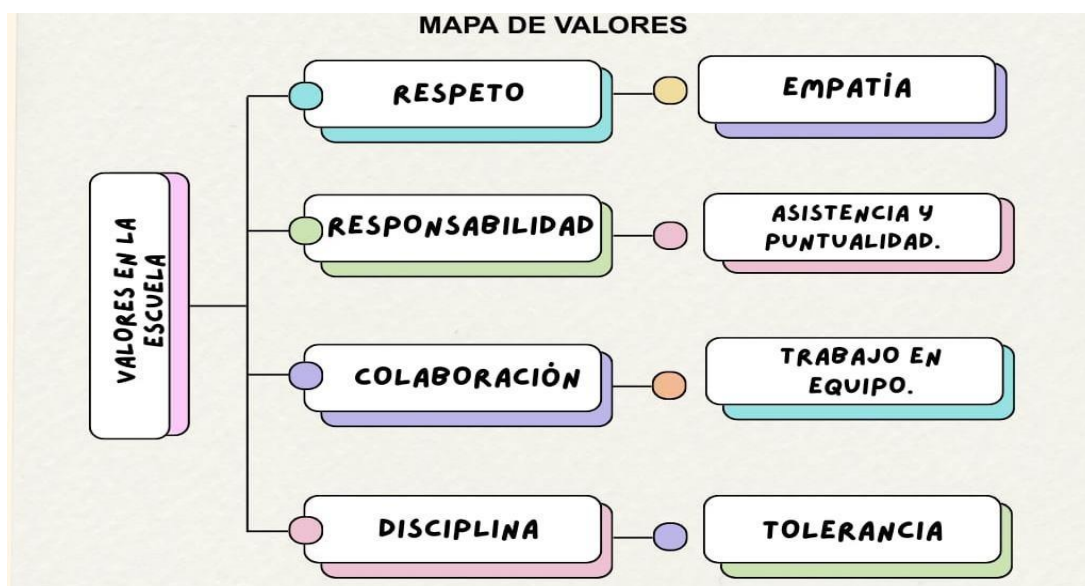 MAPA DE VALORES
VALORES EN LA
ESCUELA
RESPETO
EMPATÍA
RESPONSABILIDAD
ASISTENCIA Y
PUNTUALIDAD.
COLABORACIÓN
TRABAJO EN
EQUIPO.
DISCIPLINA
TOLERANCIA